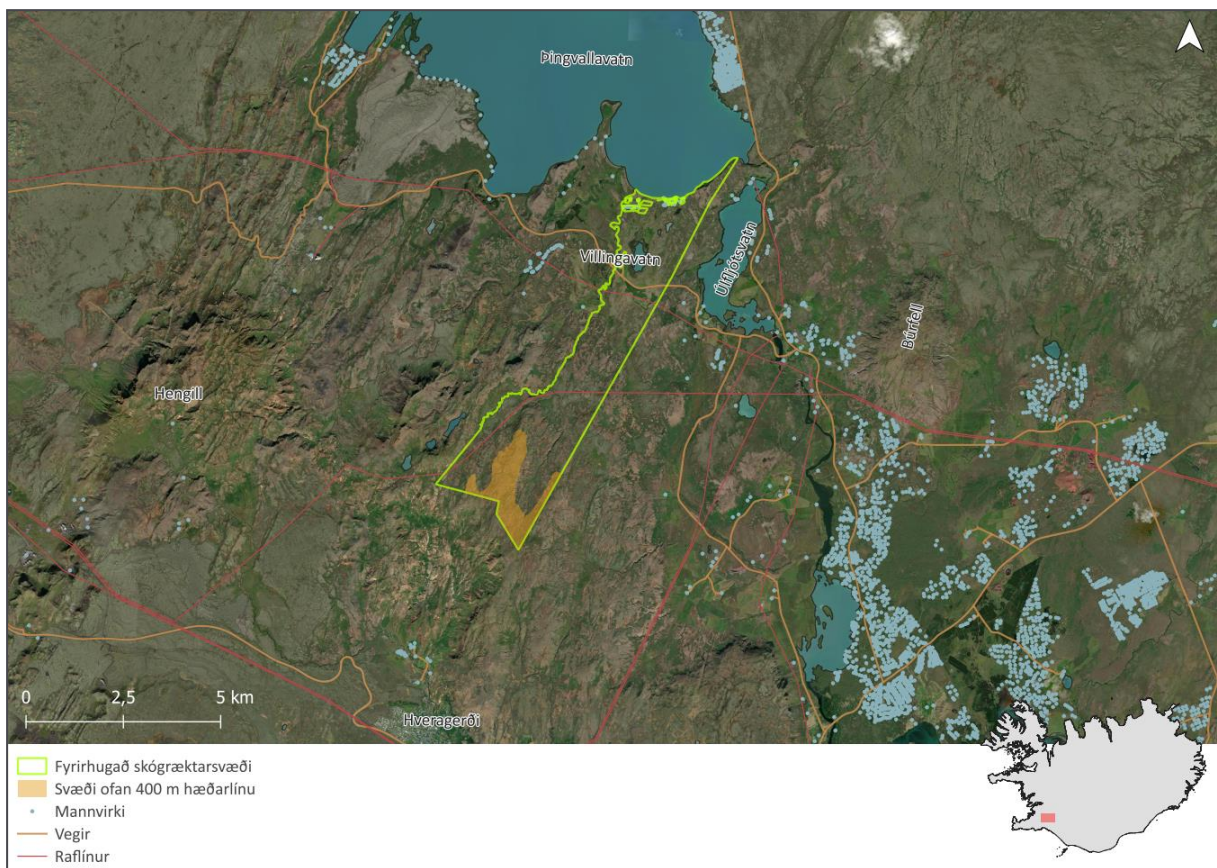 Þingvallavatn
Villingavatn
Úlfljótsvatn
Búrfell
Hengill
0 2,5 5 km
Hveragerði
Fyrirhugað skógræktarsvæði
Svæði ofan 400 m hæðarlínu
Mannvirki
Vegir
Raflínur